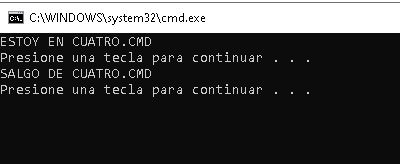 C:\WINDOWS\system32\cmd.exe
ESTOY EN CUATRO.CMD
Presione una tecla para continuar . . .
SALGO DE CUATRO.CMD
Presione una tecla para continuar . . .